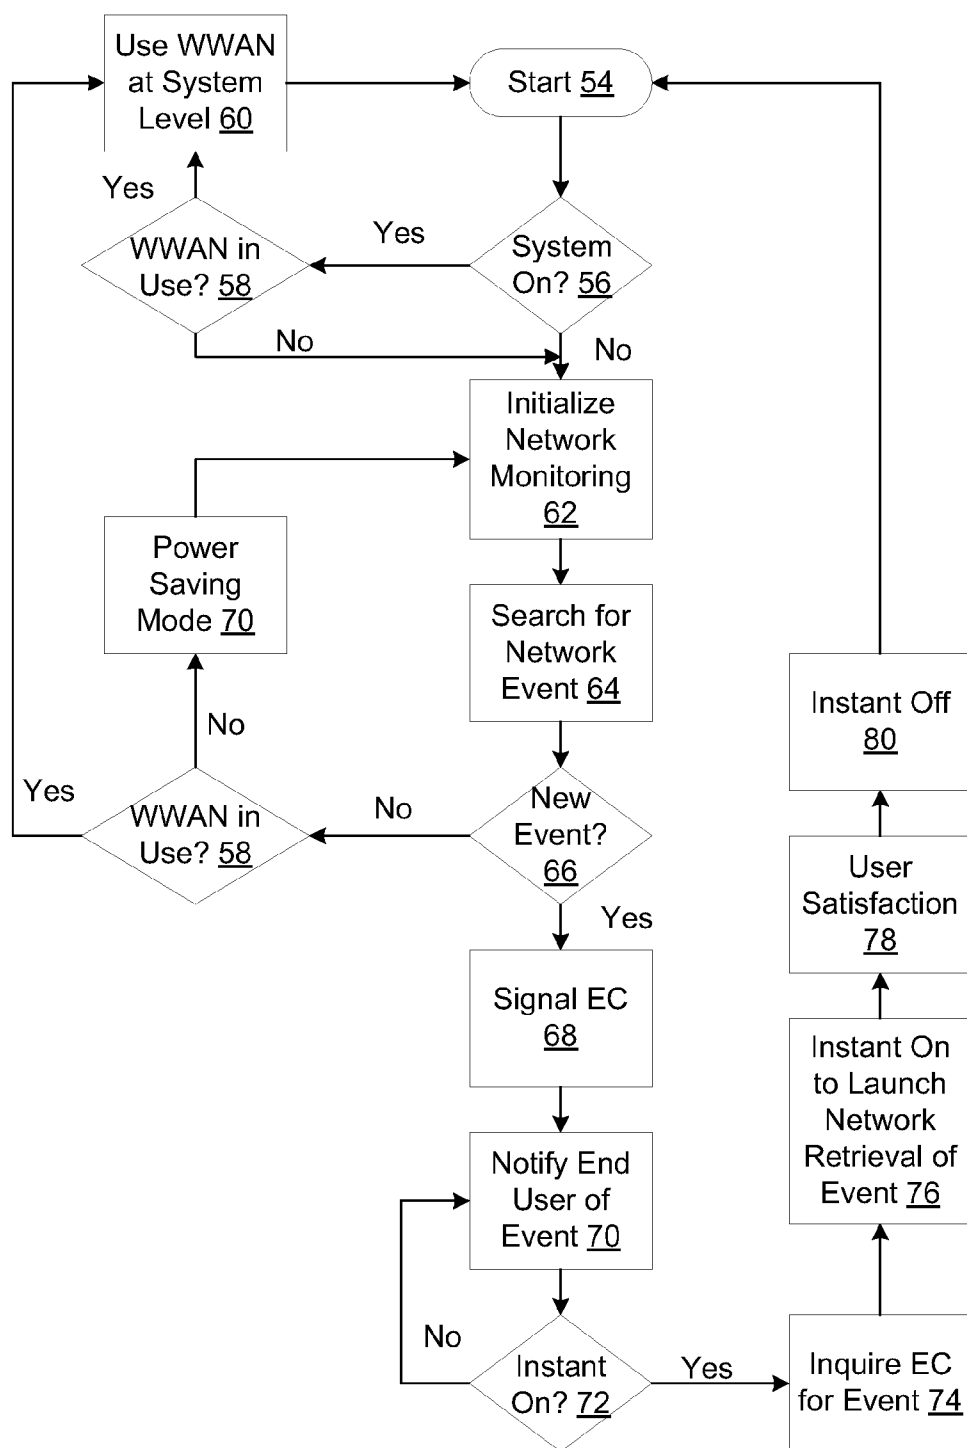 Use WWAN
at System
Level 60
Start 54
Yes
Yes
WWAN in
Use? 58
System
On? 56
No
No
Initialize
Network
Monitoring
62
Power
Saving
Mode 70
Search for
Network
Event 64
Instant Off
80
No
Yes
WWAN in
Use? 58
No
New
Event?
66
User
Satisfaction
78
Yes
Signal EC
68
Instant On
to Launch
Network
Retrieval of
Event 76
Notify End
User of
Event 70
No
Instant
On? 72
Yes
Inquire EC
for Event 74